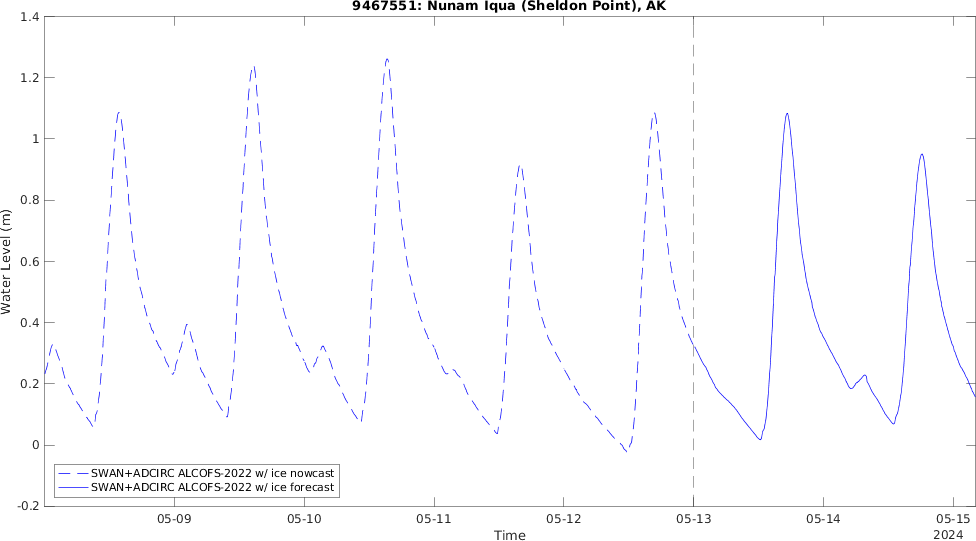 9467551: Nunam Iqua (Sheldon Point), AK
1.4
1.2
1
0.8
0.6
0.4
0.2
0
-0.2
Water Level (m)
SWAN+ADCIRC ALCOFS-2022 w/ ice nowcast
SWAN+ADCIRC ALCOFS-2022 w/ ice forecast
05-09 05-10 05-11 05-12 05-13 05-14 05-15
2024
Time